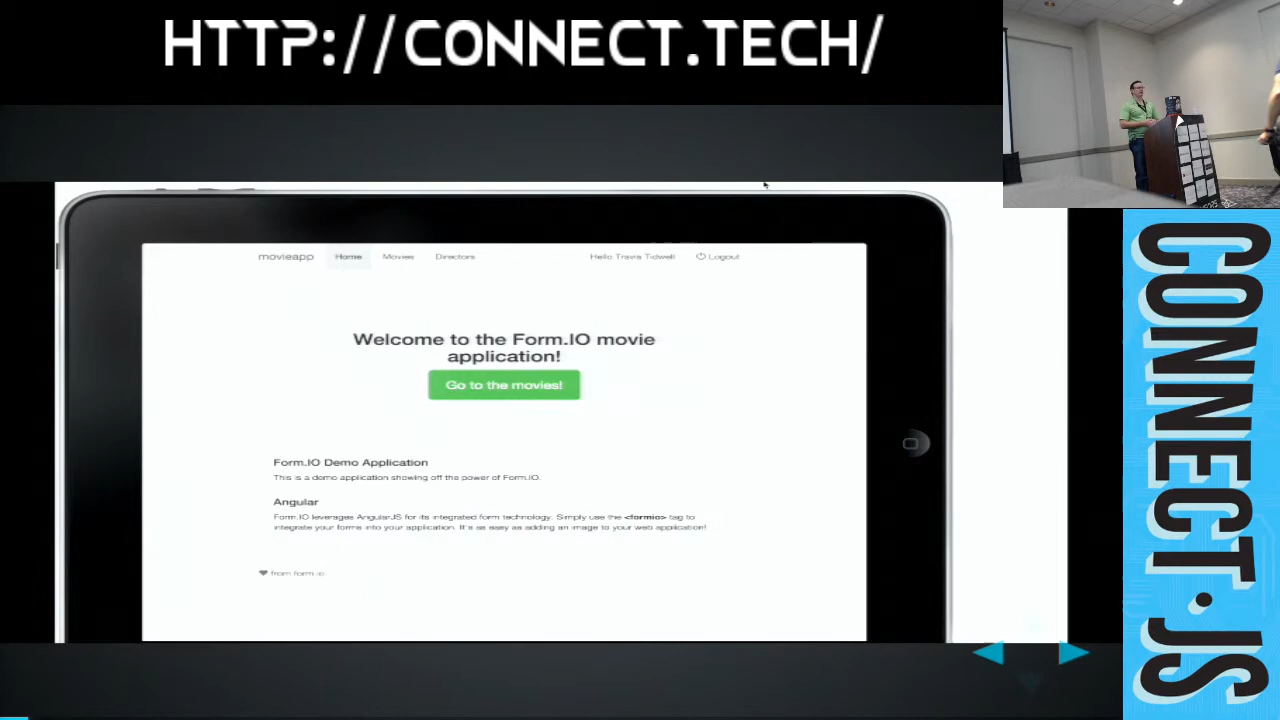 HTTP://CONNECT.TECH/
movieapp Home Movies Directors Hello Travis Tidwell Logout
Welcome to the Form.IO movie
application!
Go to the movies!
Form.IO Demo Application
This is a demo application showing off the power of Form.IO.
Angular
Form.IO leverages AngularJS for its integrated form technology. Simply use the <formio> tag to
integrate your forms into your application. It's as easy as adding an image to your web application!
from form.io
CONNECT.JS